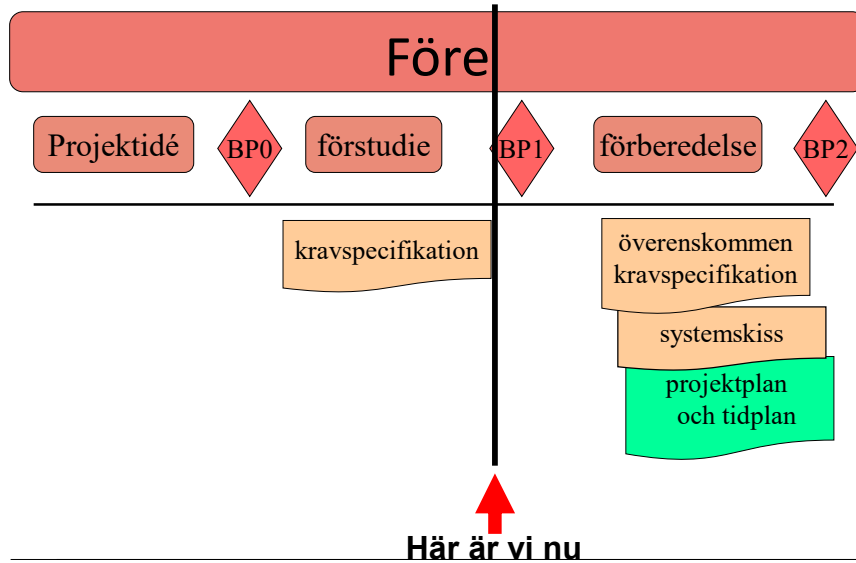 Före
Projektidé
BP0
förstudie
BP1
förberedelse
BP2
kravspecifikation
överenskommen
kravspecifikation
systemskiss
projektplan
och tidplan
Här är vi nu